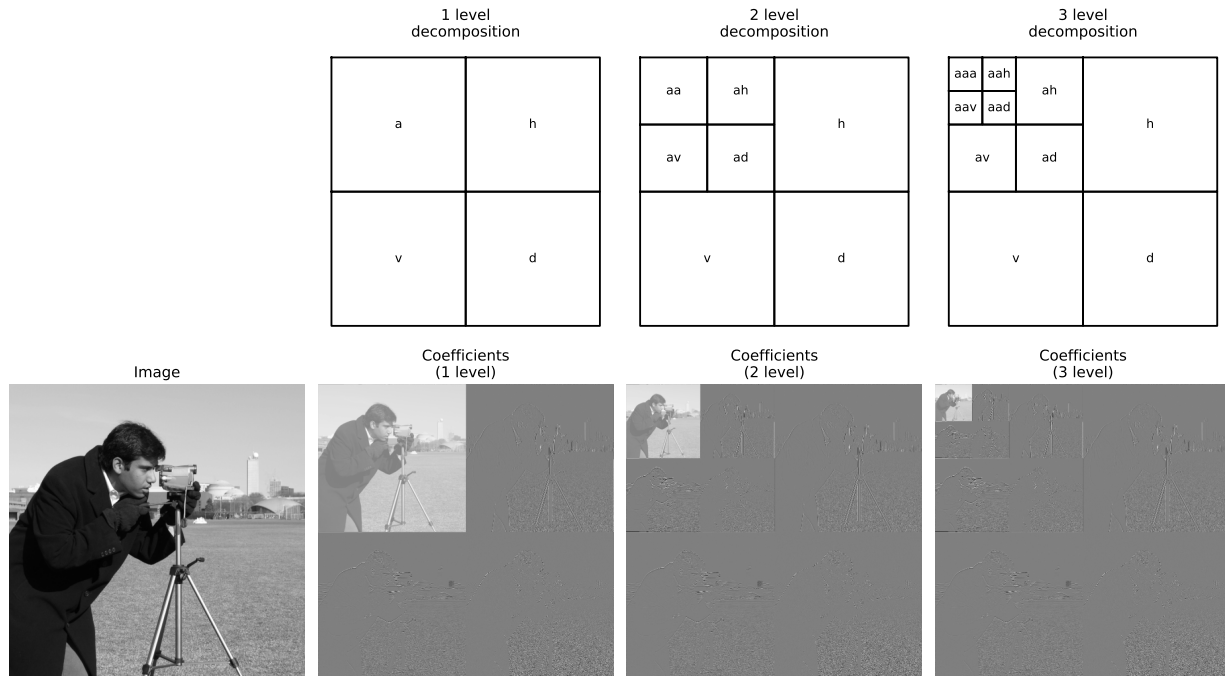 1 level
decomposition
2 level
decomposition
3 level
decomposition
a
h
v
d
aa
ah
av
ad
h
v
d
aaa
aah
aav
aad
ah
av
ad
h
v
d
Image
Coefficients
(1 level)
Coefficients
(2 level)
Coefficients
(3 level)